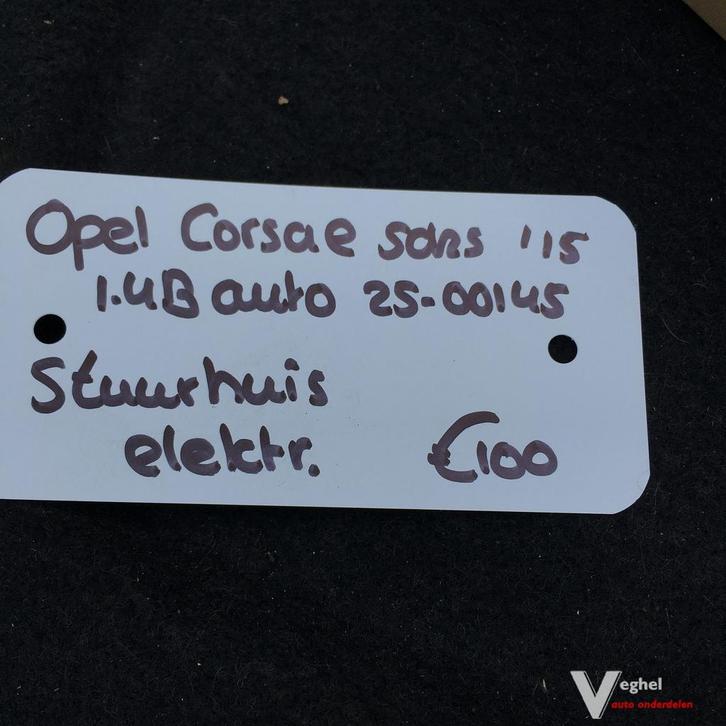 Opel Corsa e 5drs '15
1.4B auto 25-00145
Stuurhuis
elektr. €100
Veghel
auto onderdelen